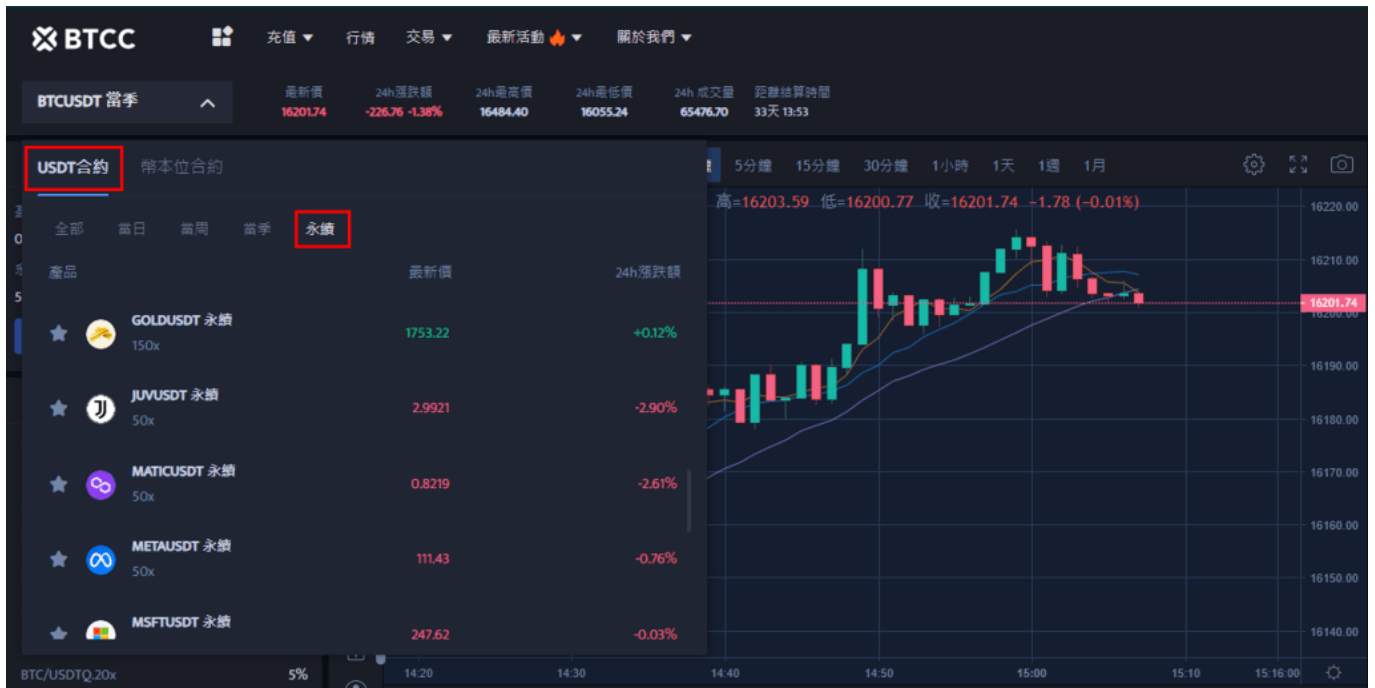 BTCC 充值 行情 交易 最新活動 關於我們
BTCUSDT 當季
最新價 24h漲跌額 24h最高價 24h最低價 24h 成交量 距離結算時間
16201.74 -226.76 -1.38% 16484.40 16055.24 65476.70 33天 13:53
USDT合約 幣本位合約
5分鐘 15分鐘 30分鐘 1小時 1天 1週 1月
高=16203.59 低=16200.77 收=16201.74 -1.78 (-0.01%)
全部 當日 當周 當季 永續
產品 最新價 24h漲跌額
GOLDUSDT 永續
150x
1753.22 +0.12%
JUVUSDT 永續
50x
2.9921 -2.90%
MATICUSDT 永續
50x
0.8219 -2.61%
METAUSDT 永續
50x
111.43 -0.76%
MSFTUSDT 永續
247.62 -0.03%
BTC/USDTQ.20x 5%
16220.00
16210.00
16201.74
16200.00
16190.00
16180.00
16170.00
16160.00
16150.00
16140.00
14:20 14:30 14:40 14:50 15:00 15:10 15:16:00